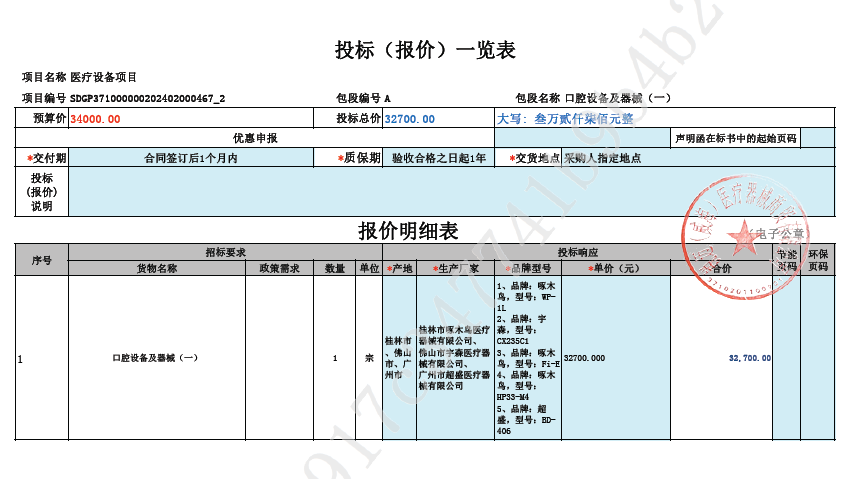 投标（报价）一览表
项目名称 医疗设备项目
项目编号 SDGP371000000202402000467_2 包段编号 A 包段名称 口腔设备及器械（一）
预算价 34000.00 投标总价 32700.00 大写: 叁万贰仟柒佰元整
优惠申报 声明函在标书中的起始页码
*交付期 合同签订后1个月内 *质保期 验收合格之日起1年 *交货地点 采购人指定地点
投标
(报价)
说明
报价明细表
（电子公章）
序号 招标要求 投标响应 节能
页码 环保
页码
货物名称 政策需求 数量 单位 *产地 *生产厂家 *品牌型号 *单价（元） 合价
1 口腔设备及器械（一） 1 宗
桂林市
、佛山
市、广
州市
桂林市啄木鸟医疗
器械有限公司、
佛山市宇森医疗器
械有限公司、
广州市超盛医疗器
械有限公司
1、品牌：啄木
鸟，型号：WP-
1L
2、品牌：宇
森，型号：
CX235C1
3、品牌：啄木
鸟，型号：Fi-E
4、品牌：啄木
鸟，型号：
HP33-M4
5、品牌：超
盛，型号：BD-
406
32700.000 32,700.00